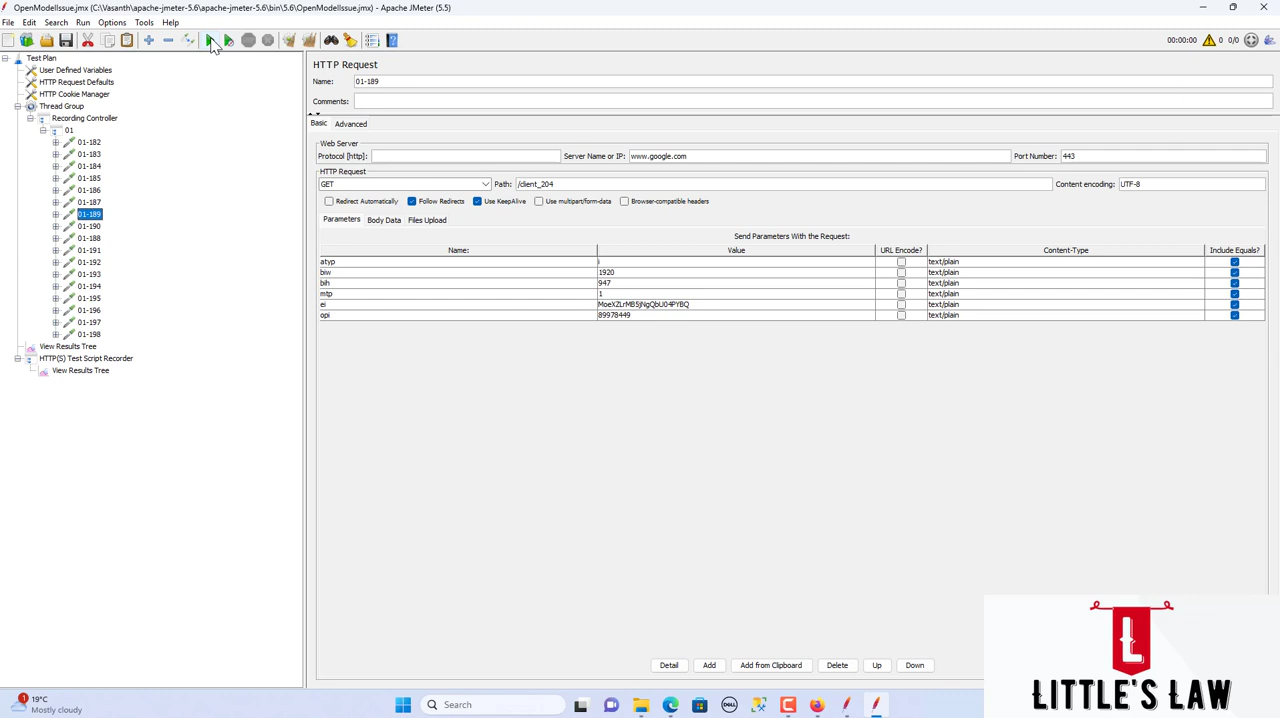 OpenModelIssue.jmx (C:\Vasanth\apache-jmeter-5.6\apache-jmeter-5.6\bin\5.6\OpenModelIssue.jmx) - Apache JMeter (5.5)
File Edit Search Run Options Tools Help
00:00:00 0 0/0
Test Plan
User Defined Variables
HTTP Request Defaults
HTTP Cookie Manager
Thread Group
Recording Controller
01
01-182
01-183
01-184
01-185
01-186
01-187
01-189
01-190
01-188
01-191
01-192
01-193
01-194
01-195
01-196
01-197
01-198
View Results Tree
HTTP(S) Test Script Recorder
View Results Tree
HTTP Request
Name: 01-189
Comments:
Basic Advanced
Web Server
Protocol [http]: Server Name or IP: www.google.com Port Number: 443
HTTP Request
GET Path: /client_204 Content encoding: UTF-8
Redirect Automatically Follow Redirects Use KeepAlive Use multipart/form-data Browser-compatible headers
Parameters Body Data Files Upload
Send Parameters With the Request:
Name: Value URL Encode? Content-Type Include Equals?
atyp i text/plain
biw 1920 text/plain
bih 947 text/plain
mtp 1 text/plain
ei MoeXZLrMB5jNgQbU04PYBQ text/plain
opi 89978449 text/plain
Detail Add Add from Clipboard Delete Up Down
L
LITTLE'S LAW
1
19°C
Mostly cloudy
Search
DELL